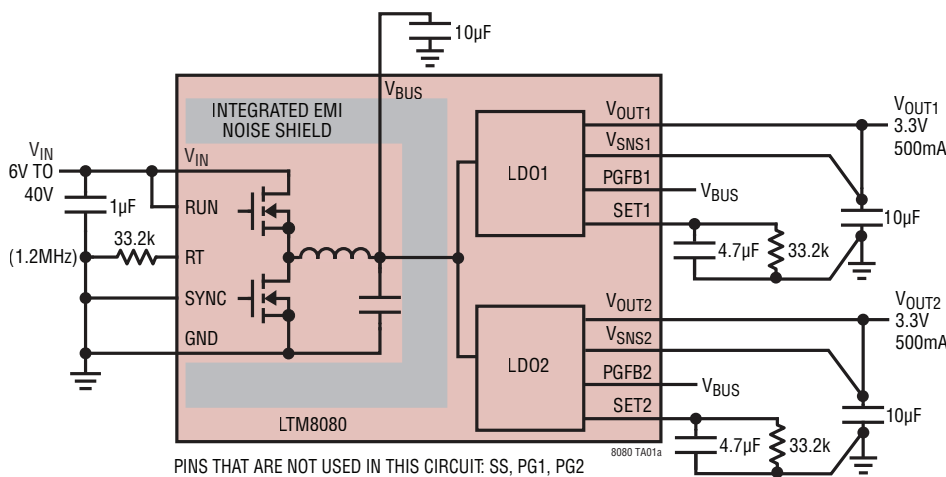 10µF
VBUS
INTEGRATED EMI
NOISE SHIELD
VIN
6V TO
40V
1µF
VIN
RUN
33.2k
(1.2MHz)
RT
SYNC
GND
LTM8080
LDO1
VOUT1
VSNS1
PGFB1
VBUS
SET1
4.7µF
33.2k
10µF
VOUT1
3.3V
500mA
LDO2
VOUT2
VSNS2
PGFB2
VBUS
SET2
4.7µF
33.2k
10µF
VOUT2
3.3V
500mA
8080 TA01a
PINS THAT ARE NOT USED IN THIS CIRCUIT: SS, PG1, PG2